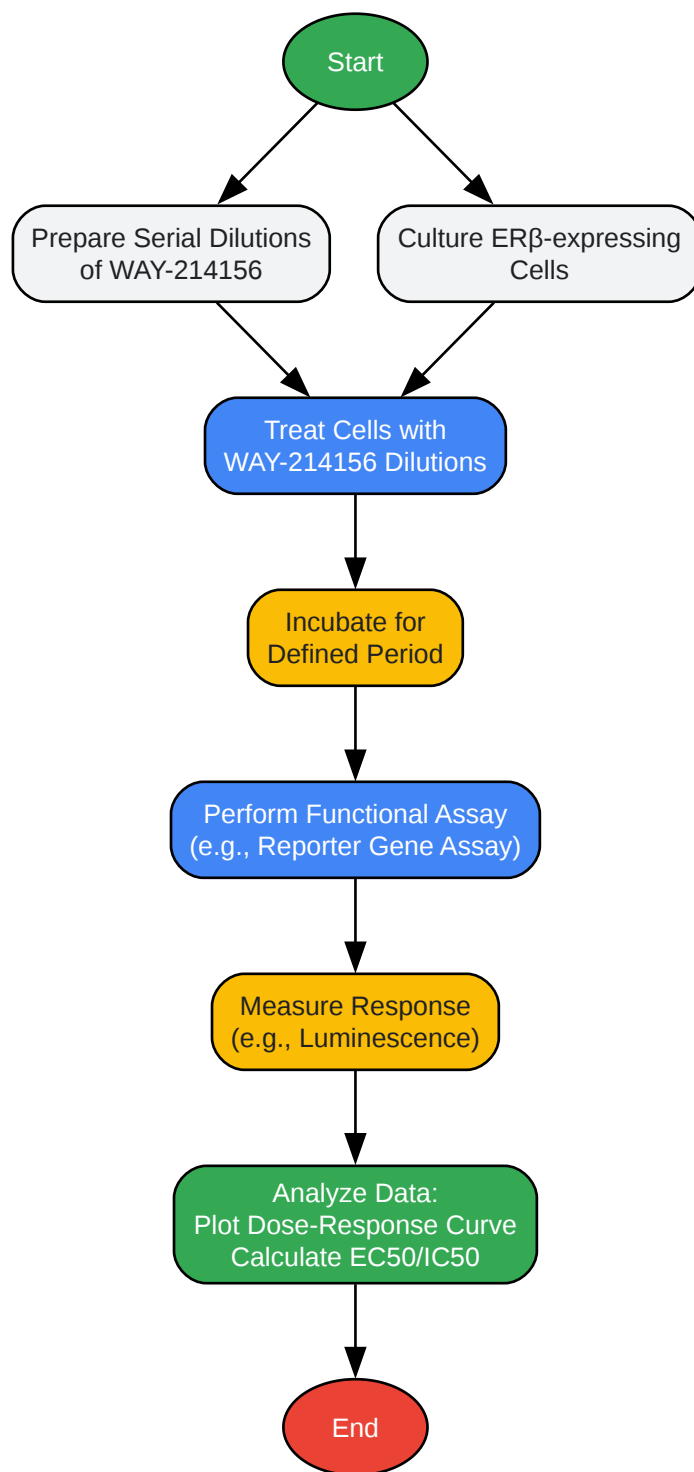 Start
Prepare Serial Dilutions
of WAY-214156
Culture ERβ-expressing
Cells
Treat Cells with
WAY-214156 Dilutions
Incubate for
Defined Period
Perform Functional Assay
(e.g., Reporter Gene Assay)
Measure Response
(e.g., Luminescence)
Analyze Data:
Plot Dose-Response Curve
Calculate EC50/IC50
End